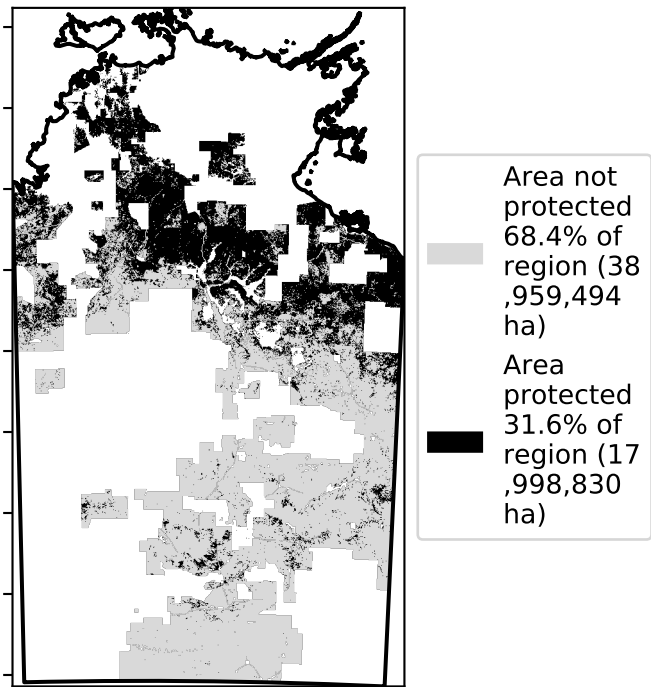 Area not
protected
68.4% of
region (38
,959,494
ha)
Area
protected
31.6% of
region (17
,998,830
ha)